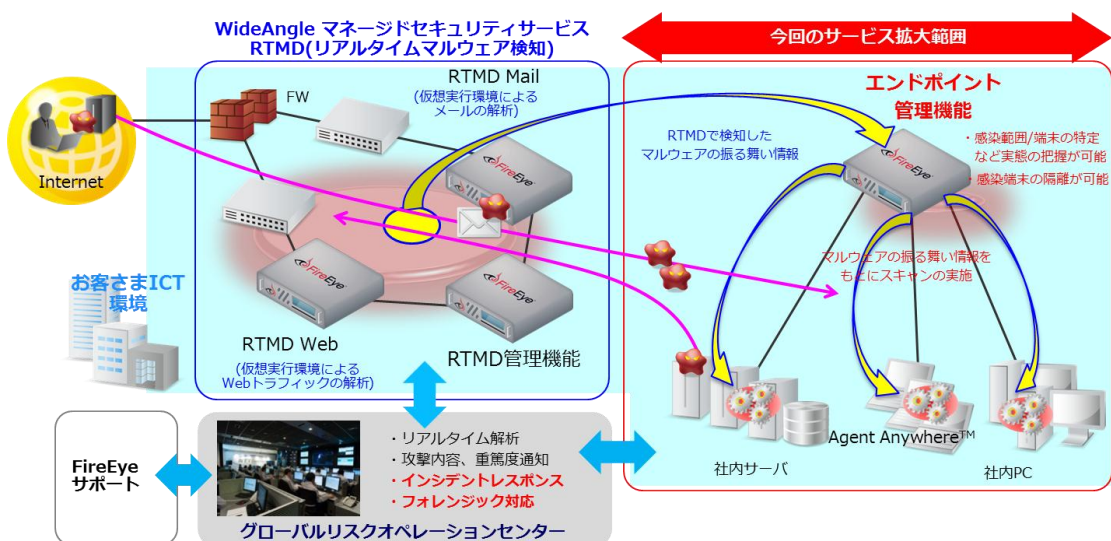 WideAngle マネージドセキュリティサービス
RTMD(リアルタイムマルウェア検知)
今回のサービス拡大範囲
Internet
FW
RTMD Mail
(仮想実行環境による
メールの解析)
FireEye
FireEye
FireEye
RTMD Web
(仮想実行環境による
Webトラフィックの解析)
RTMD管理機能
お客さまICT
環境
RTMDで検知した
マルウェアの振る舞い情報
エンドポイント
管理機能
FireEye
・感染範囲/端末の特定
など実態の把握が可能
・感染端末の隔離が可能
マルウェアの振る舞い情報を
もとにスキャンの実施
Agent Anywhere™
社内サーバ
社内PC
FireEye
サポート
・リアルタイム解析
・攻撃内容、重篤度通知
・インシデントレスポンス
・フォレンジック対応
グローバルリスクオペレーションセンター